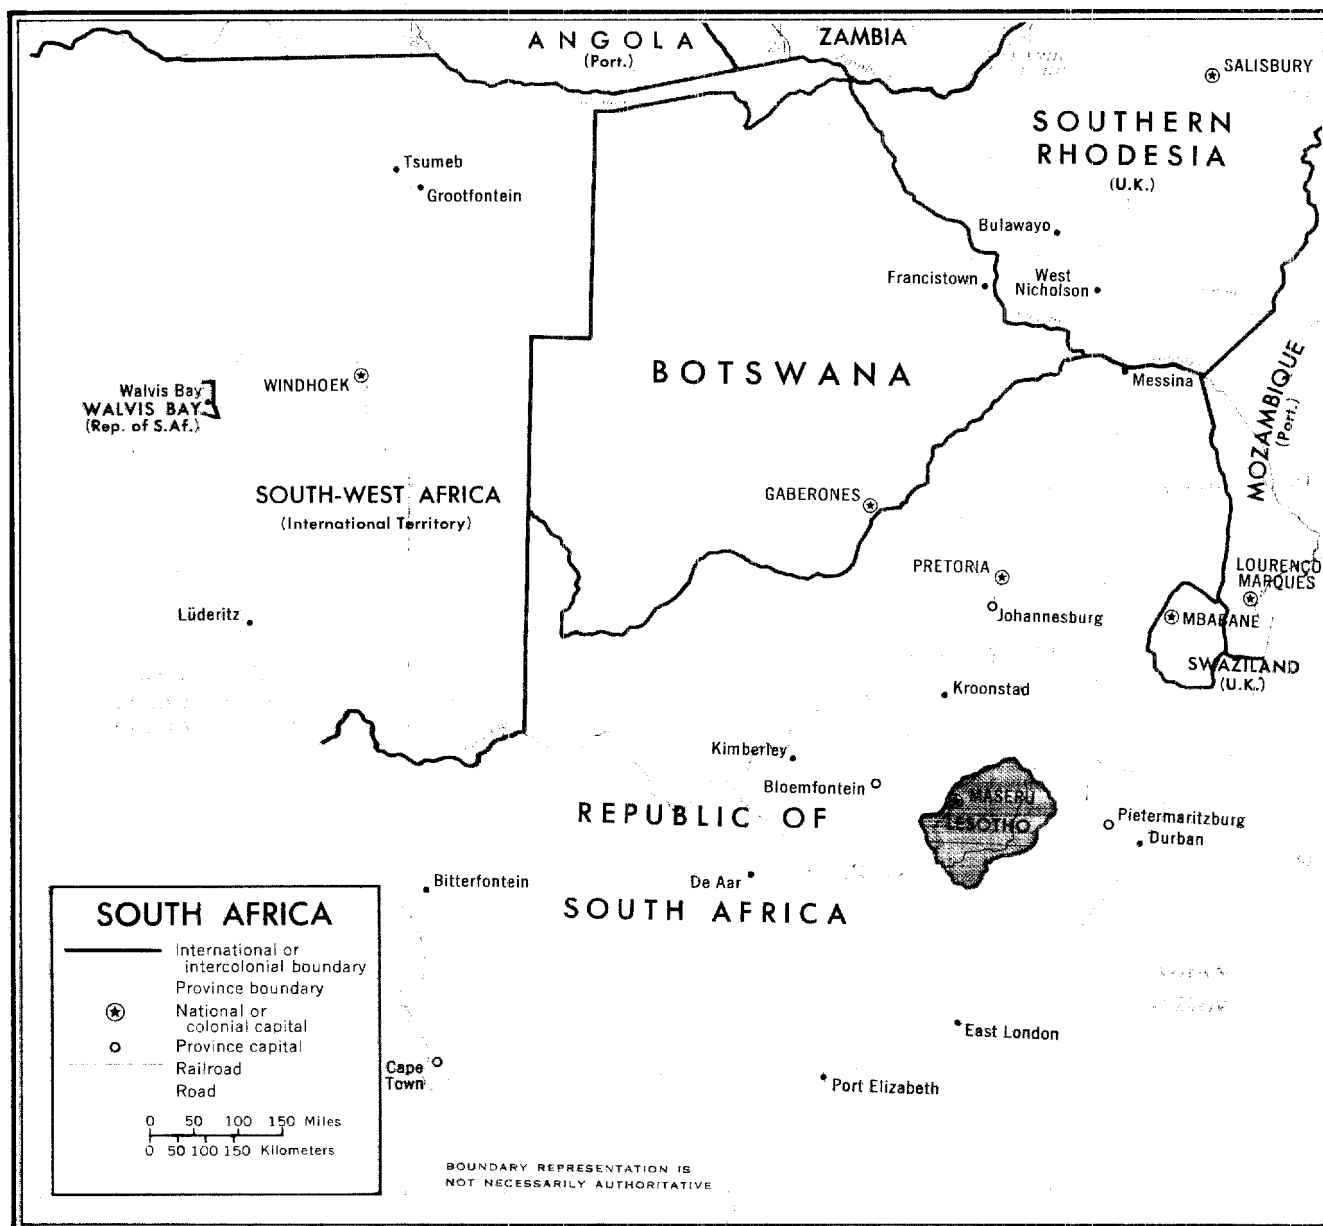 ANGOLA
(Port.)
ZAMBIA
SALISBURY
SOUTHERN
RHODESIA
(U.K.)
Tsumeb
Grootfontein
Bulawayo
Francistown
West
Nicholson
BOTSWANA
Messina
MOZAMBIQUE
(Port.)
Walvis Bay
WALVIS BAY
(Rep. of S.Af.)
WINDHOEK
SOUTH-WEST AFRICA
(International Territory)
GABERONES
PRETORIA
Johannesburg
LOURENÇO
MARQUES
MBABANE
SWAZILAND
(U.K.)
Lüderitz
Kroonstad
Kimberley
Bloemfontein
MASERU
LESOTHO
Pietermaritzburg
Durban
REPUBLIC OF
SOUTH AFRICA
Bitterfontein
De Aar
East London
Port Elizabeth
Cape
Town
SOUTH AFRICA
International or
intercolonial boundary
Province boundary
National or
colonial capital
Province capital
Railroad
Road
0 50 100 150 Miles
0 50 100 150 Kilometers
BOUNDARY REPRESENTATION IS
NOT NECESSARILY AUTHORITATIVE